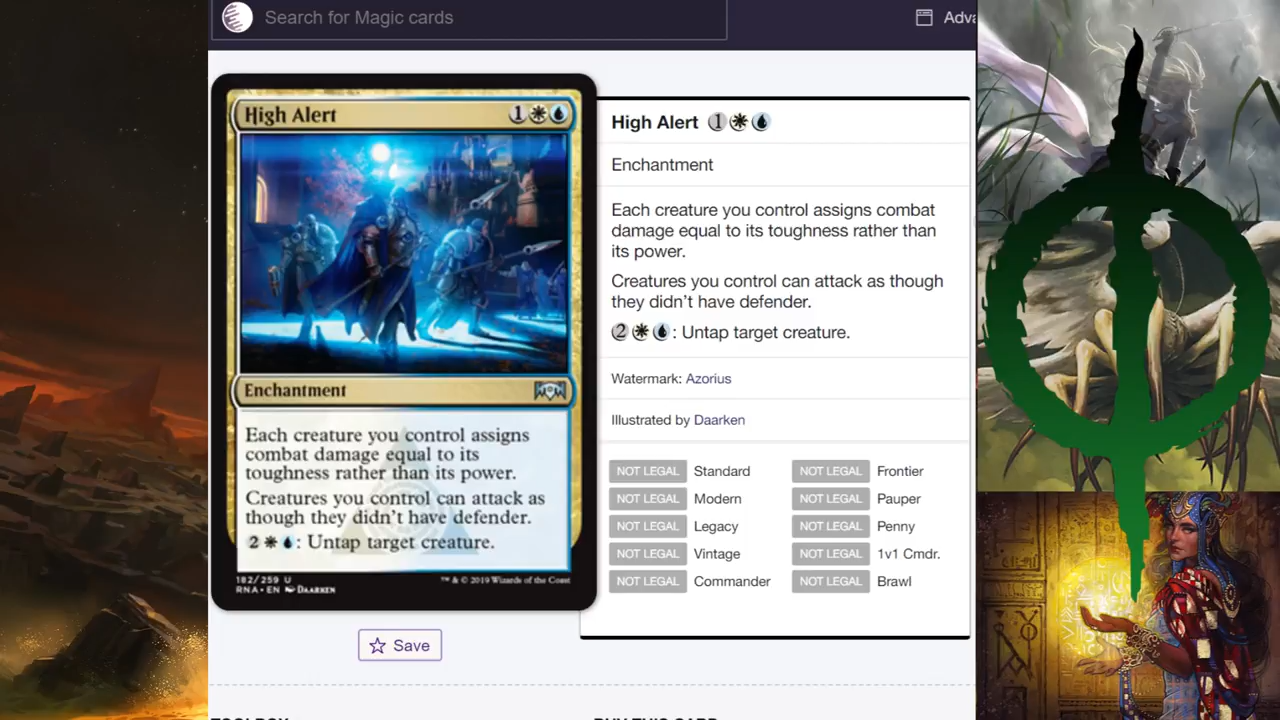 Search for Magic cards
Adva
High Alert 1
Enchantment
Each creature you control assigns
combat damage equal to its
toughness rather than its power.
Creatures you control can attack as
though they didn't have defender.
2 : Untap target creature.
182/259 U
RNA • EN DAARKEN
™ & © 2019 Wizards of the Coast
Save
High Alert 1
Enchantment
Each creature you control assigns combat
damage equal to its toughness rather than
its power.
Creatures you control can attack as though
they didn't have defender.
2 : Untap target creature.
Watermark: Azorius
Illustrated by Daarken
NOT LEGAL Standard NOT LEGAL Frontier
NOT LEGAL Modern NOT LEGAL Pauper
NOT LEGAL Legacy NOT LEGAL Penny
NOT LEGAL Vintage NOT LEGAL 1v1 Cmdr.
NOT LEGAL Commander NOT LEGAL Brawl
TOOLBOX
BUY THIS CARD